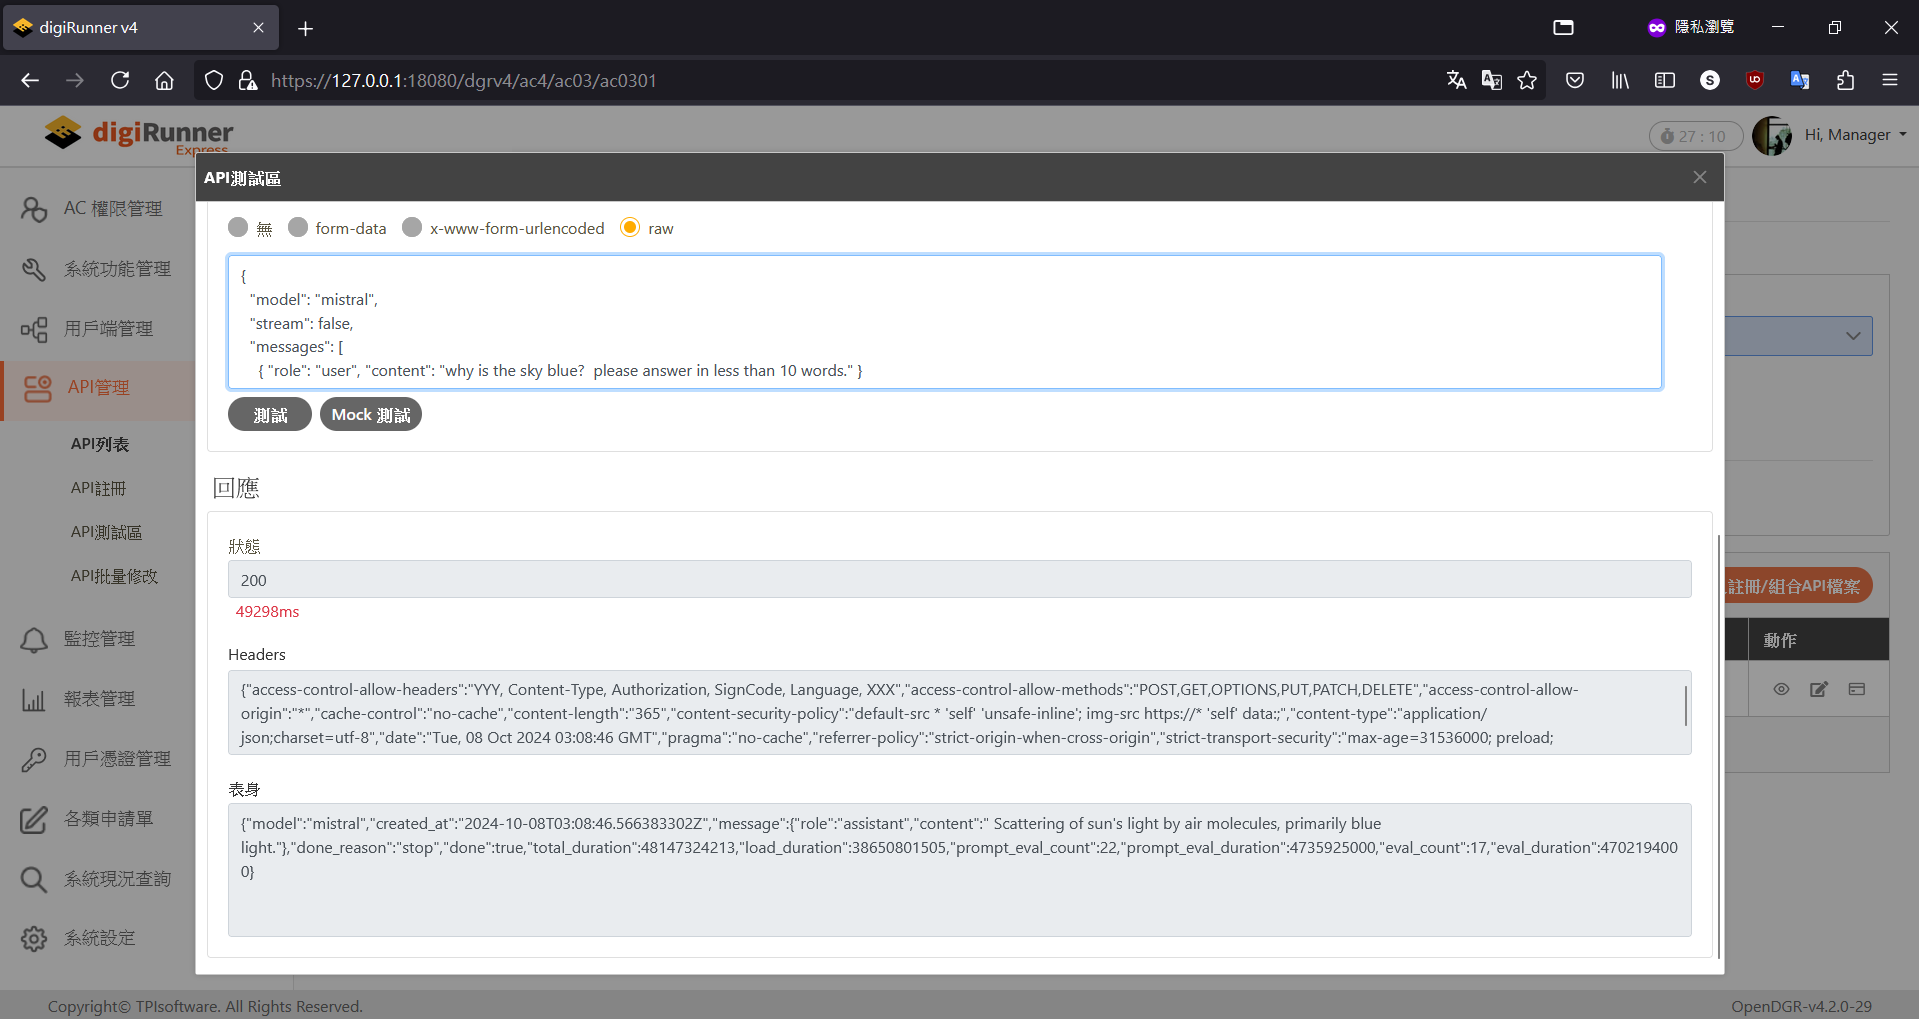 digiRunner v4
隱私瀏覽
https://127.0.0.1:18080/dgrv4/ac4/ac03/ac0301
digiRunner
Express
27 : 10
Hi, Manager
AC 權限管理
系統功能管理
用戶端管理
API管理
API列表
API註冊
API測試區
API批量修改
監控管理
報表管理
用戶憑證管理
各類申請單
系統現況查詢
系統設定
API測試區
無
form-data
x-www-form-urlencoded
raw
{
"model": "mistral",
"stream": false,
"messages": [
{ "role": "user", "content": "why is the sky blue?  please answer in less than 10 words." }
測試
Mock 測試
回應
狀態
200
49298ms
Headers
{"access-control-allow-headers":"YYY, Content-Type, Authorization, SignCode, Language, XXX","access-control-allow-methods":"POST,GET,OPTIONS,PUT,PATCH,DELETE","access-control-allow-
origin":"*","cache-control":"no-cache","content-length":"365","content-security-policy":"default-src * 'self' 'unsafe-inline'; img-src https://* 'self' data:;","content-type":"application/
json;charset=utf-8","date":"Tue, 08 Oct 2024 03:08:46 GMT","pragma":"no-cache","referrer-policy":"strict-origin-when-cross-origin","strict-transport-security":"max-age=31536000; preload;
表身
{"model":"mistral","created_at":"2024-10-08T03:08:46.566383302Z","message":{"role":"assistant","content":" Scattering of sun's light by air molecules, primarily blue
light."},"done_reason":"stop","done":true,"total_duration":48147324213,"load_duration":38650801505,"prompt_eval_count":22,"prompt_eval_duration":4735925000,"eval_count":17,"eval_duration":470219400
0}
註冊/組合API檔案
動作
Copyright© TPIsoftware. All Rights Reserved.
OpenDGR-v4.2.0-29